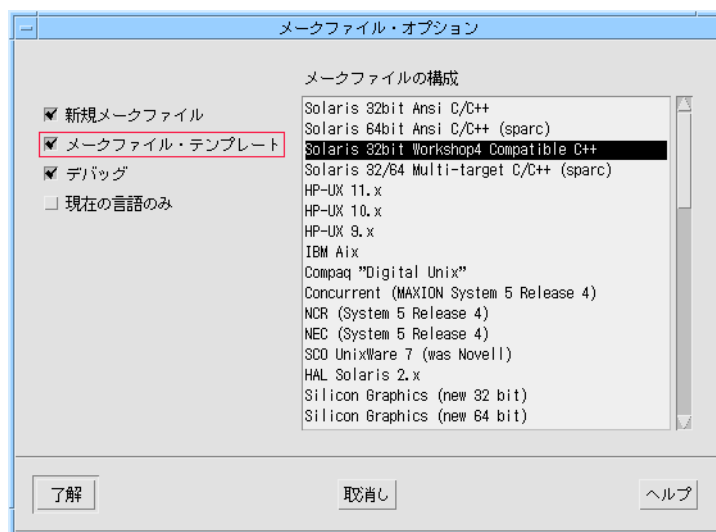 メークファイル・オプション
メークファイルの構成
新規メークファイル
メークファイル・テンプレート
デバッグ
現在の言語のみ
Solaris 32bit Ansi C/C++
Solaris 64bit Ansi C/C++ (sparc)
Solaris 32bit Workshop4 Compatible C++
Solaris 32/64 Multi-target C/C++ (sparc)
HP-UX 11.x
HP-UX 10.x
HP-UX 9.x
IBM Aix
Compaq "Digital Unix"
Concurrent (MAXION System 5 Release 4)
NCR (System 5 Release 4)
NEC (System 5 Release 4)
SCO UnixWare 7 (was Novell)
HAL Solaris 2.x
Silicon Graphics (new 32 bit)
Silicon Graphics (new 64 bit)
了解
取消し
ヘルプ